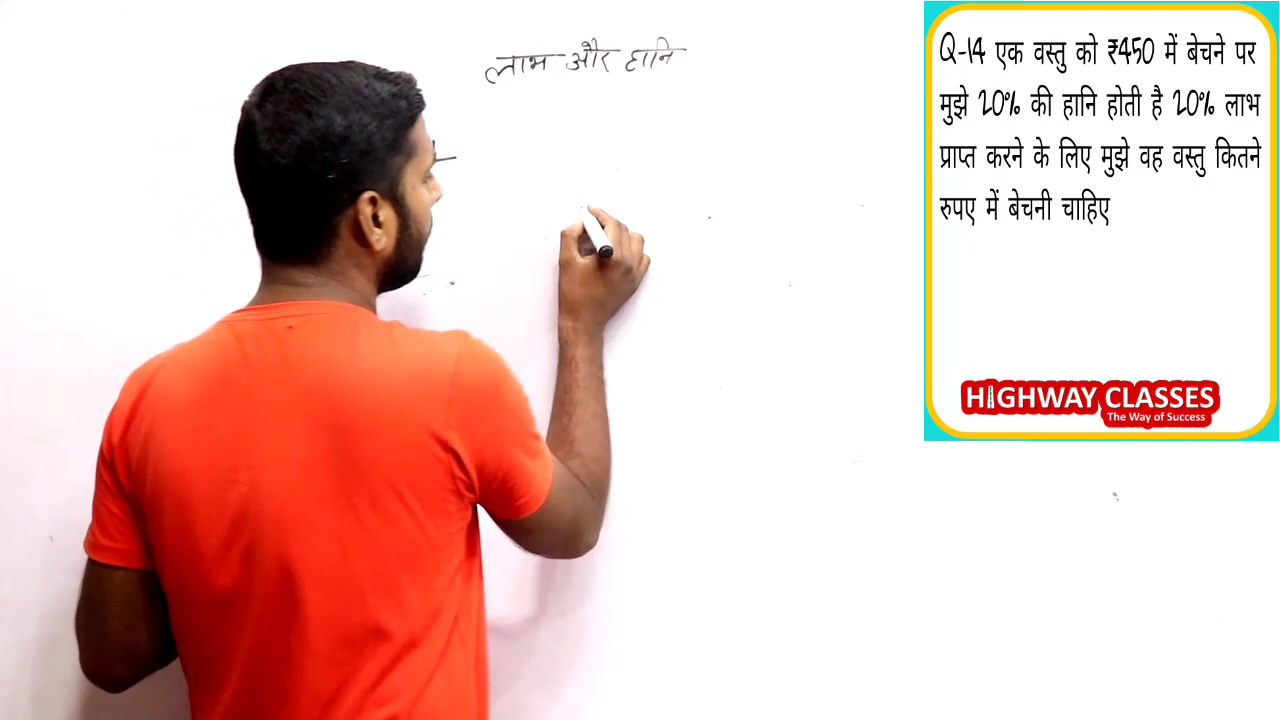 लाभ और हानि
Q-14 एक वस्तु को ₹450 में बेचने पर
मुझे 20% की हानि होती है 20% लाभ
प्राप्त करने के लिए मुझे वह वस्तु कितने
रुपए में बेचनी चाहिए
HIGHWAY CLASSES
The Way of Success